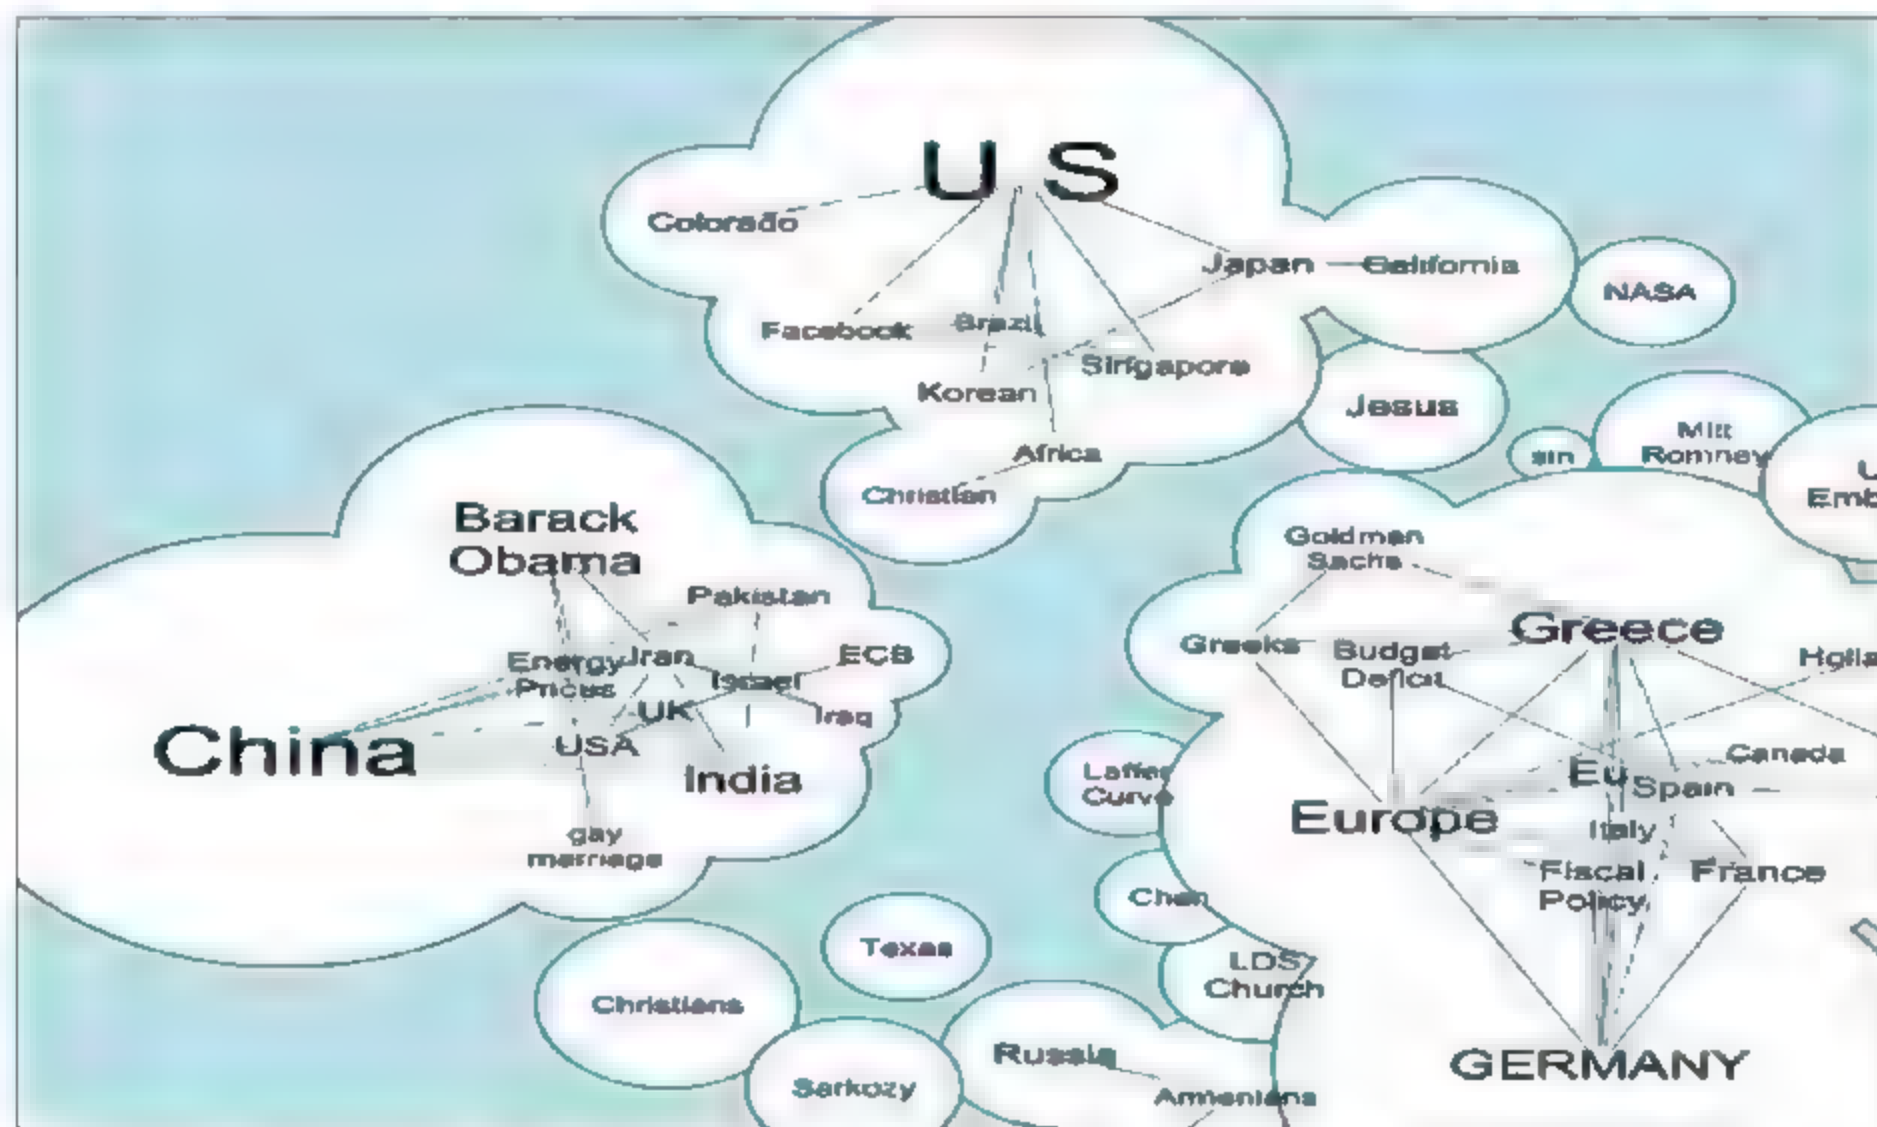 U S
Colorado
Japan
California
NASA
Facebook
Brazil
Singapore
Korean
Jesus
Africa
Christian
sin
Mitt
Romney
Barack
Obama
Pakistan
Energy
Prices
Iran
Israel
ECB
UK
Iraq
USA
China
India
gay
marriage
Goldman
Sachs
Greece
Greeks
Budget
Deficit
Canada
Spain
Europe
Italy
Fiscal
Policy
France
GERMANY
Laffer
Curve
LDS
Church
Texas
Christians
Sarkozy
Russia
Armenians